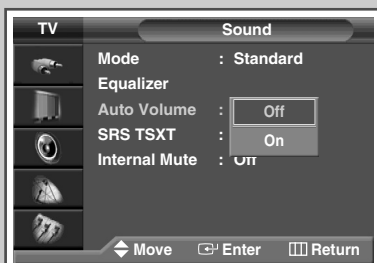 TV Sound
Mode : Standard
Equalizer
Auto Volume : Off
SRS TSXT : On
Internal Mute : Off
Move Enter Return